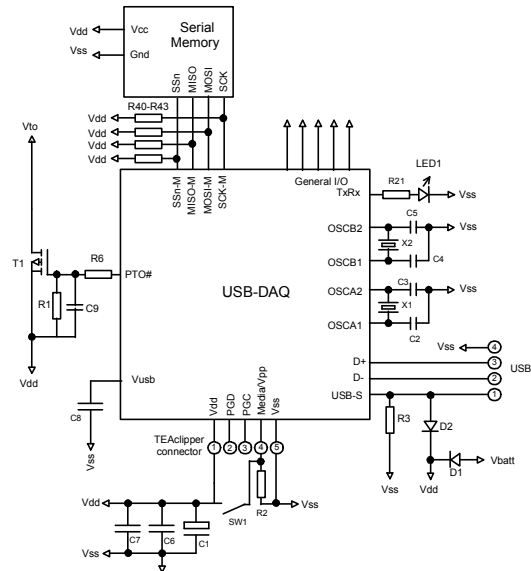 Serial
Memory
Vcc
Gnd
Vdd
Vss
SSn
MISO
MOSI
SCK
R40-R43
Vdd
Vdd
Vdd
Vdd
SSn-M
MISO-M
MOSI-M
SCK-M
General I/O
TxRx
R21
LED1
Vss
OSCB2
C5
Vss
X2
OSCB1
C4
OSCA2
C3
Vss
X1
OSCA1
C2
USB-DAQ
Vto
T1
R6
PTO#
R1
C9
Vdd
Vusb
C8
Vss
Vss
4
D+
3
USB
D-
2
USB-S
1
R3
D2
D1
Vbatt
Vss
Vdd
Vdd
PGD
PGC
Media/Vpp
Vss
TEAclipper
connector
1
2
3
4
5
Vdd
SW1
R2
Vss
C7
C6
C1
Vss